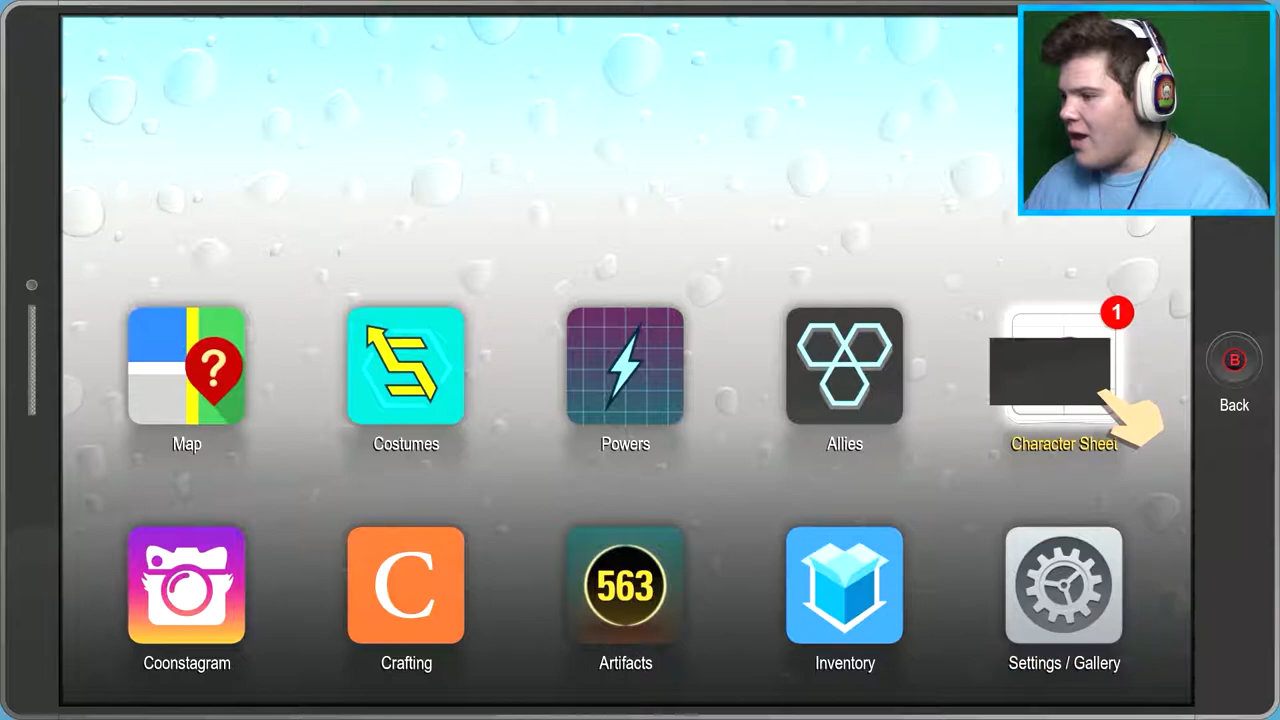 1
?
Map
Costumes
Powers
Allies
Character Sheet
B
Back
C
563
Coonstagram
Crafting
Artifacts
Inventory
Settings / Gallery